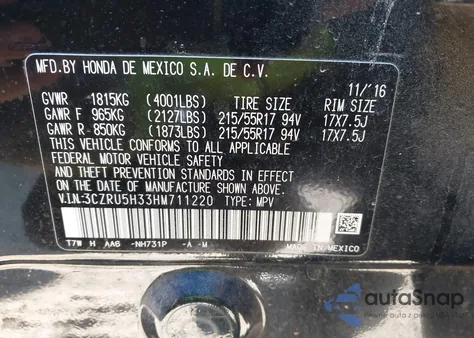 MFD.BY HONDA DE MEXICO S.A. DE C.V.
11/'16
GVWR 1815KG (4001LBS) TIRE SIZE RIM SIZE
GAWR F 965KG (2127LBS) 215/55R17 94V 17X7.5J
GAWR R 850KG (1873LBS) 215/55R17 94V 17X7.5J
THIS VEHICLE CONFORMS TO ALL APPLICABLE
FEDERAL MOTOR VEHICLE SAFETY
AND THEFT PREVENTION STANDARDS IN EFFECT ON
THE DATE OF MANUFACTURE SHOWN ABOVE.
V.I.N:3CZRU5H33HM711220 TYPE: MPV
T7W H AA6 -NH731P -A -M
MADE IN MEXICO
autaSnap